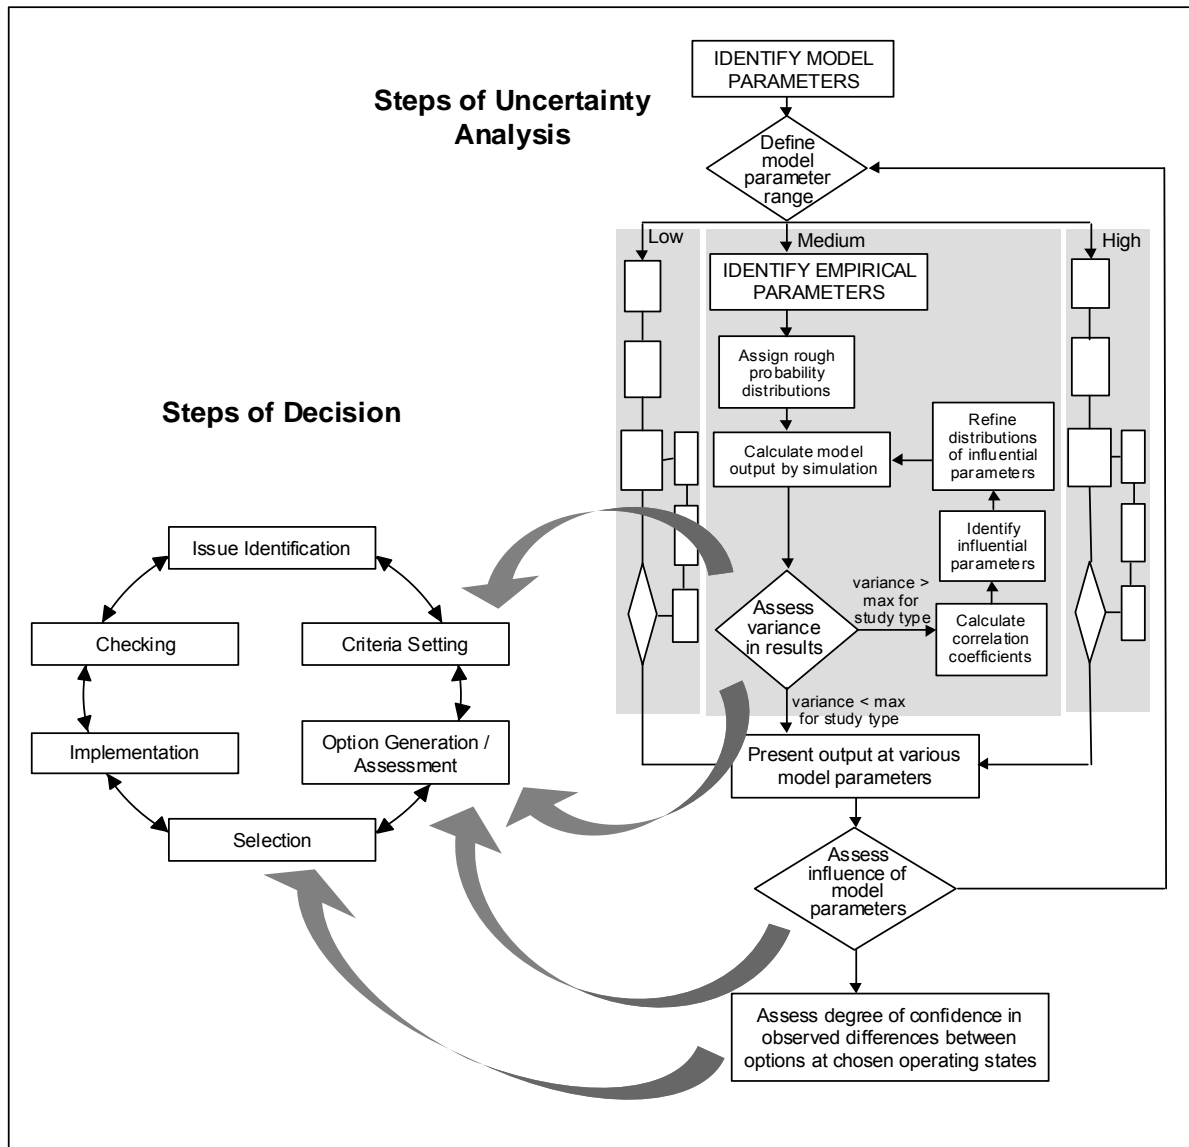 IDENTIFY MODEL
PARAMETERS
Steps of Uncertainty
Analysis
Define
model
parameter
range
Low
Medium
High
IDENTIFY EMPIRICAL
PARAMETERS
Assign rough
probability
distributions
Steps of Decision
Refine
distributions
of influential
parameters
Calculate model
output by simulation
Identify
influential
parameters
Issue Identification
variance >
max for
study type
Assess
variance
in results
Calculate
correlation
coefficients
Checking
Criteria Setting
variance < max
for study type
Implementation
Option Generation /
Assessment
Present output at various
model parameters
Selection
Assess
influence of
model
parameters
Assess degree of confidence in
observed differences between
options at chosen operating states